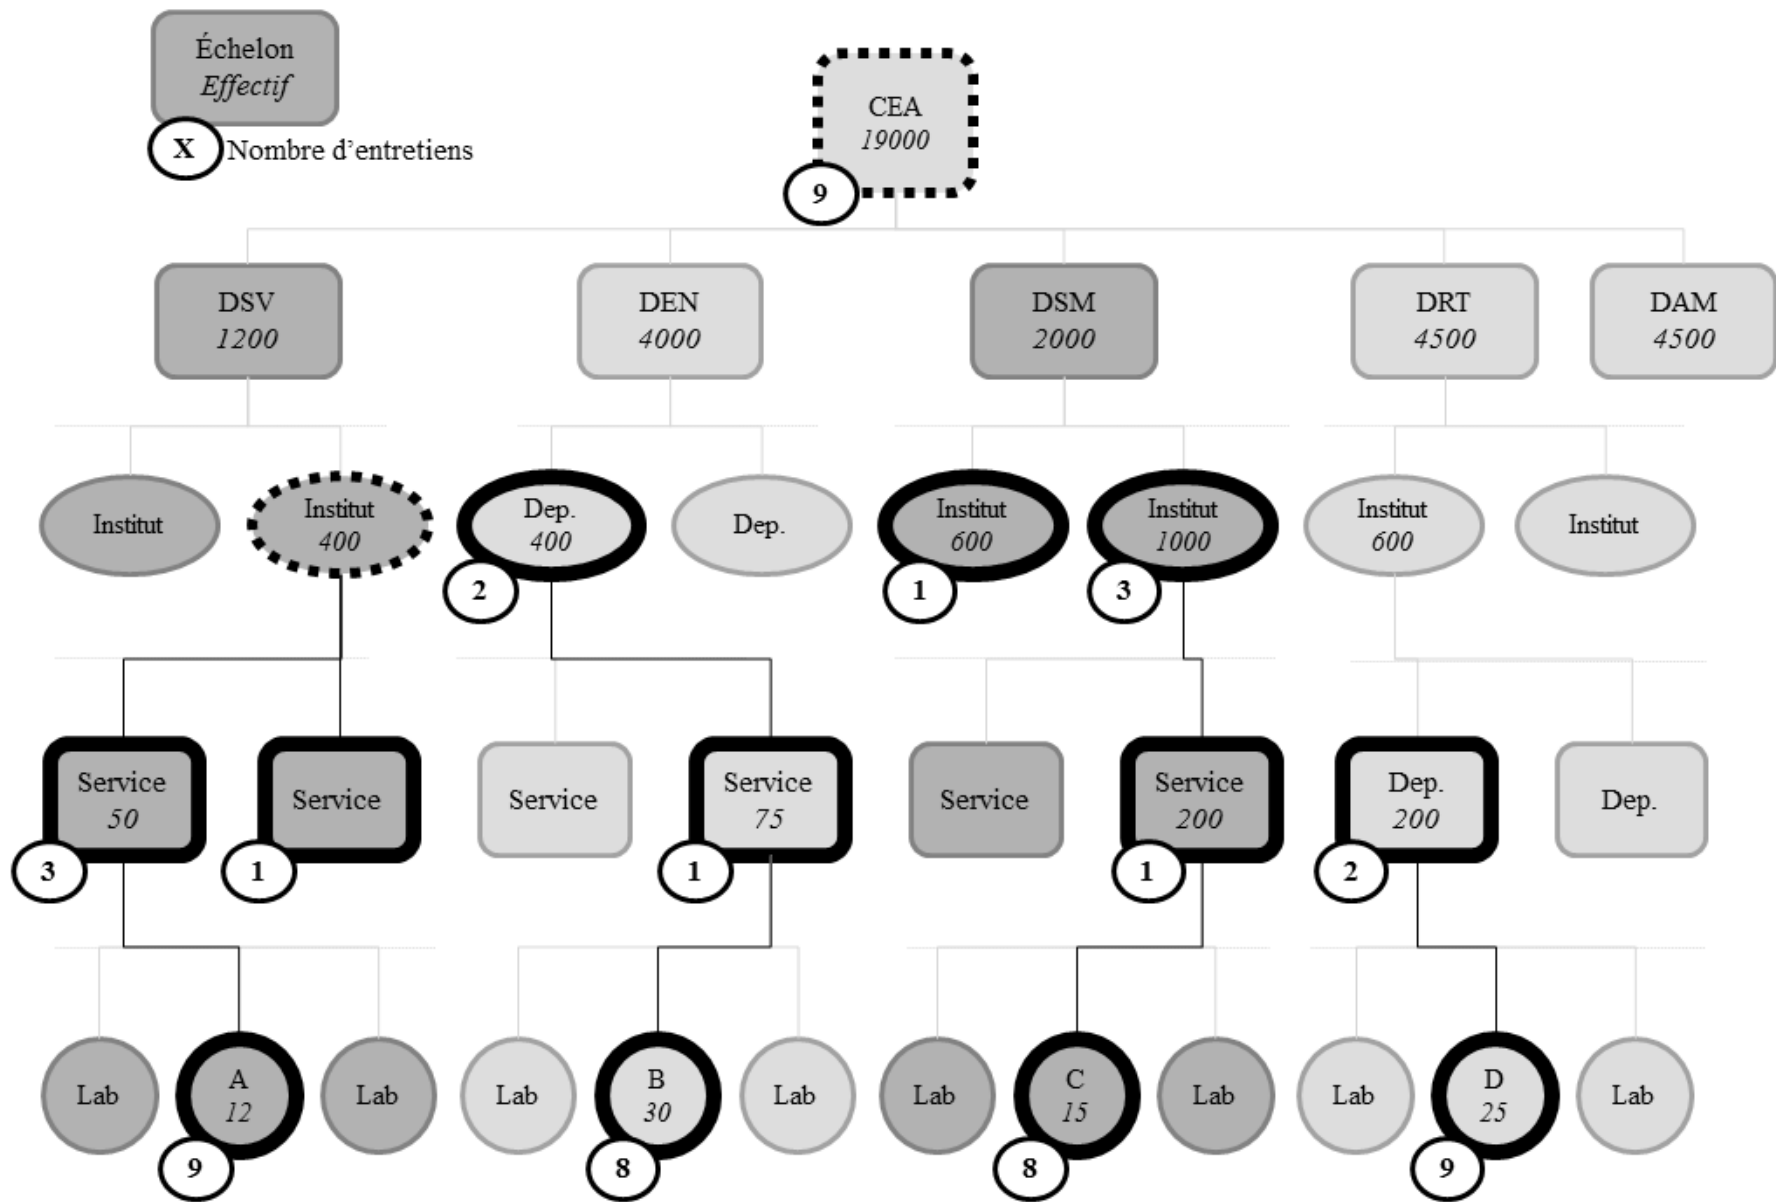 Échelon
Effectif
X Nombre d’entretiens
CEA
19000
9
DSV
1200
DEN
4000
DSM
2000
DRT
4500
DAM
4500
Institut
Institut
400
Dep.
400
2
Dep.
Institut
600
1
Institut
1000
3
Institut
600
Institut
Service
50
3
Service
1
Service
Service
75
1
Service
Service
200
1
Dep.
200
2
Dep.
Lab
A
12
9
Lab
Lab
B
30
8
Lab
Lab
C
15
8
Lab
Lab
D
25
9
Lab